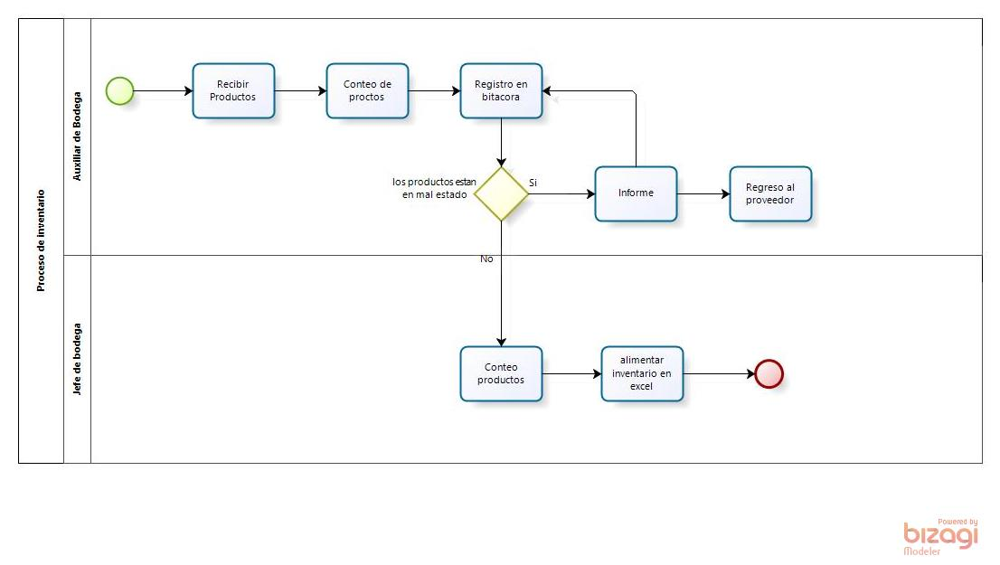 Proceso de inventario
Auxiliar de Bodega
Recibir
Productos
Conteo de
proctos
Registro en
bitacora
los productos estan
en mal estado
Si
Informe
Regreso al
proveedor
No
Jefe de bodega
Conteo
productos
alimentar
inventario en
excel
Powered by
bizagi
Modeler